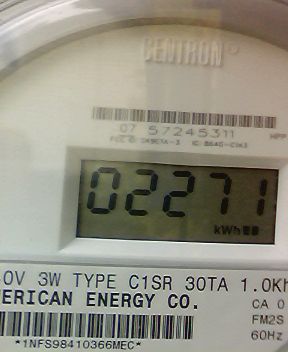 CENTRON®
07 57245311
02271
kWh
OV 3W TYPE C1SR 30TA 1.0Kh
ERICAN ENERGY CO.
CA 0
FM2S
60Hz
*1NFS98410366MEC*